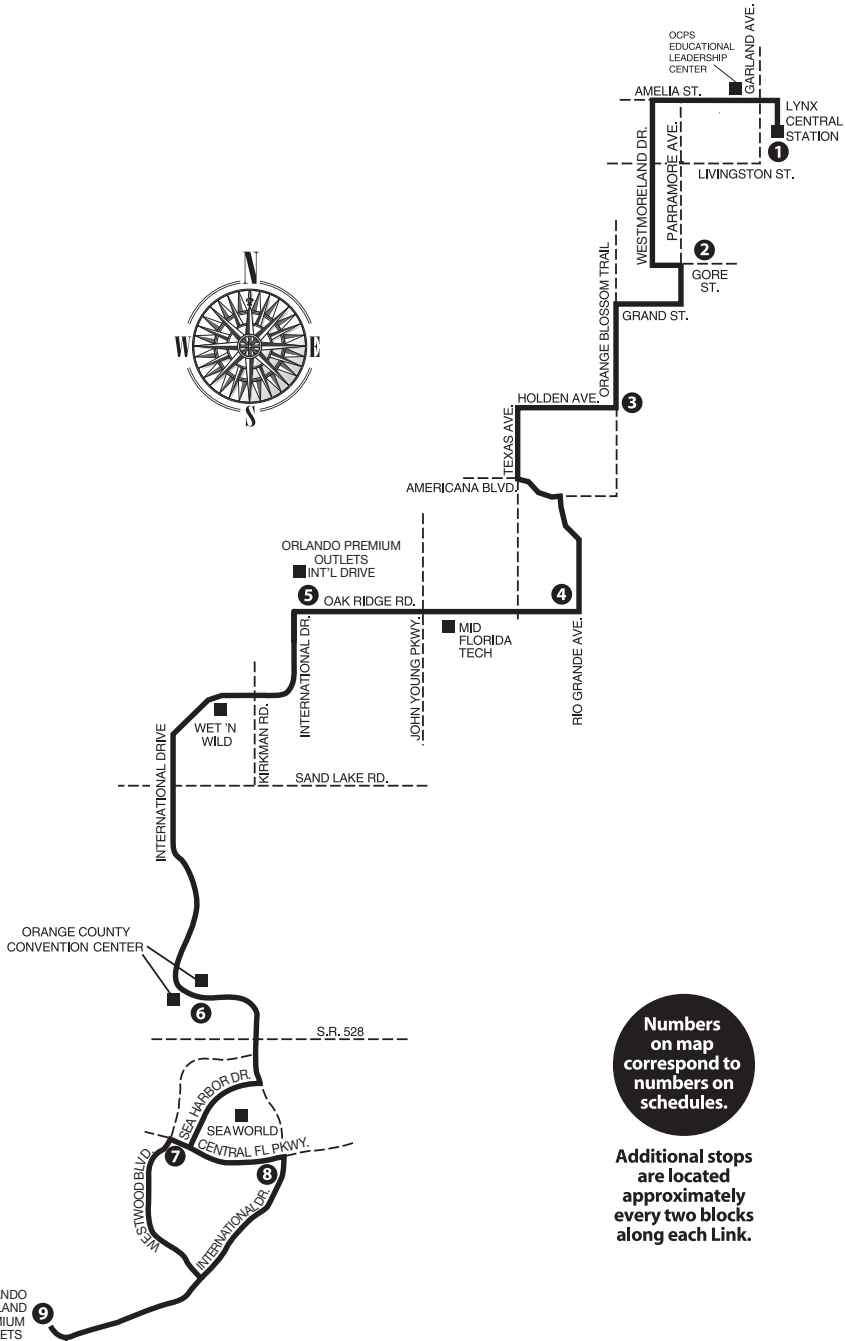 OCPS
EDUCATIONAL
LEADERSHIP
CENTER
GARLAND AVE.
AMELIA ST.
LYNX
CENTRAL
STATION
1
WESTMORELAND DR.
PARRAMORE AVE.
LIVINGSTON ST.
2
GORE
ST.
ORANGE BLOSSOM TRAIL
GRAND ST.
N
W
E
S
HOLDEN AVE.
3
TEXAS AVE.
AMERICANA BLVD.
ORLANDO PREMIUM
OUTLETS
INT'L DRIVE
5
OAK RIDGE RD.
4
MID
FLORIDA
TECH
INTERNATIONAL DR.
JOHN YOUNG PKWY.
RIO GRANDE AVE.
WET 'N
WILD
KIRKMAN RD.
INTERNATIONAL DRIVE
SAND LAKE RD.
ORANGE COUNTY
CONVENTION CENTER
6
S.R. 528
SEA HARBOR DR.
SEAWORLD
CENTRAL FL PKWY.
7
8
WESTWOOD BLVD.
INTERNATIONAL DR.
Numbers
on map
correspond to
numbers on
schedules.
Additional stops
are located
approximately
every two blocks
along each Link.
9